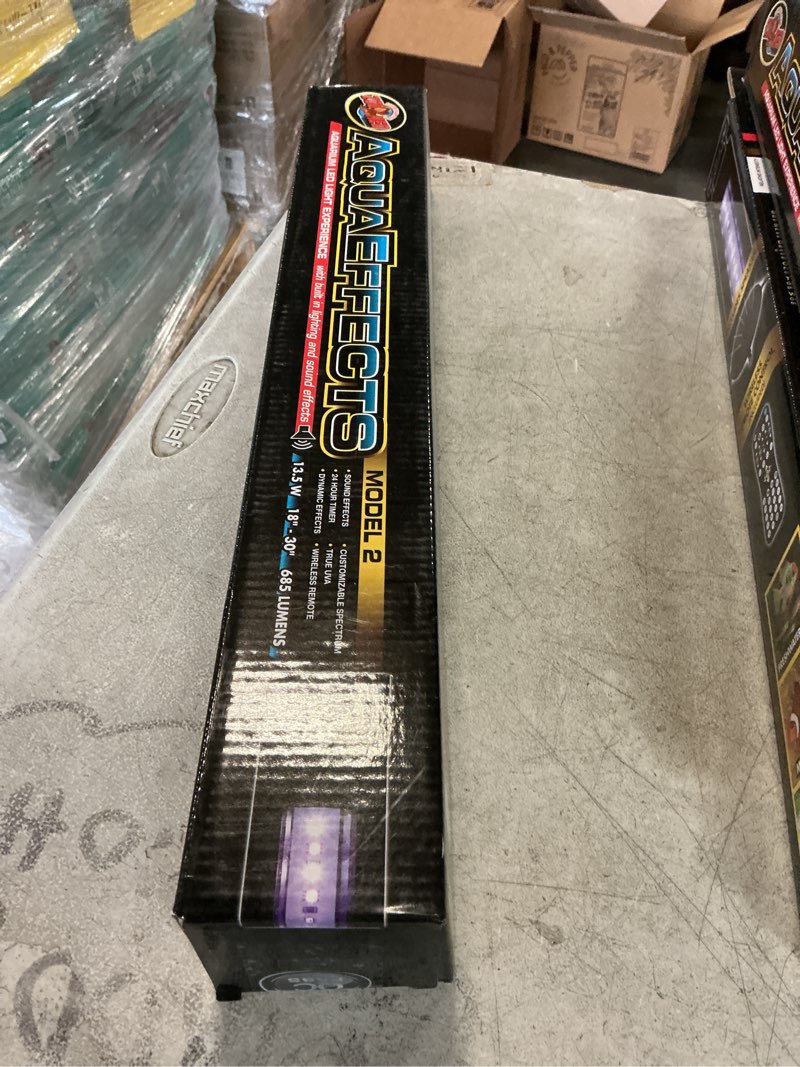 AQUAEFFECTS
AQUARIUM LED LIGHT EXPERIENCE with built in lighting and sound effects
MODEL 2
• SOUND EFFECTS
• 24 HOUR TIMER
• DYNAMIC EFFECTS
• CUSTOMIZABLE SPECTRUM
• TRUE UVA
• WIRELESS REMOTE
13.5 W 18" - 30" 685 LUMENS
maxchief